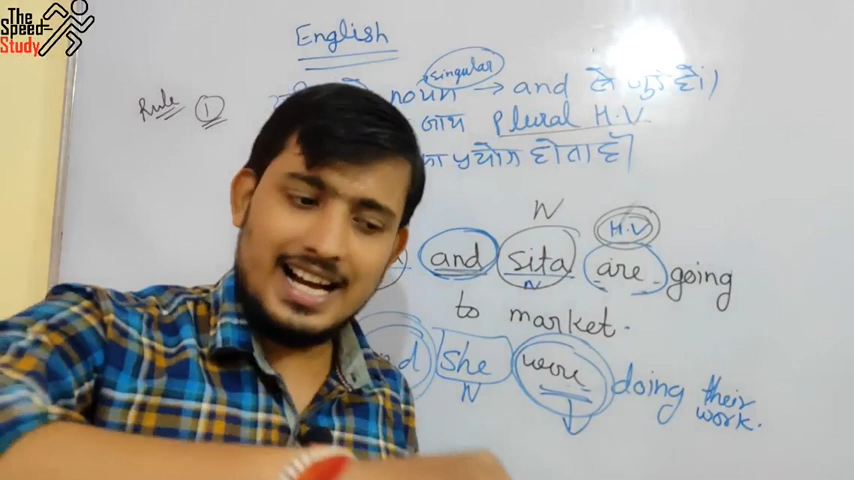 The
Speed
Study
English
singular
Rule 1 noun → and से जुड़े हो।
जाय Plural H.V.
का प्रयोग होता है
N
H.V
and sita are going
N
to market.
she were doing their work.
N